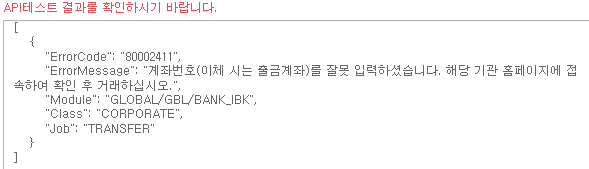 API테스트 결과를 확인하시기 바랍니다.
[
{
"ErrorCode": "80002411",
"ErrorMessage": "계좌번호(이체 시는 출금계좌)를 잘못 입력하셨습니다. 해당 기관 홈페이지에 접
속하여 확인 후 거래하십시오.",
"Module": "GLOBAL/GBL/BANK_IBK",
"Class": "CORPORATE",
"Job": "TRANSFER"
}
]